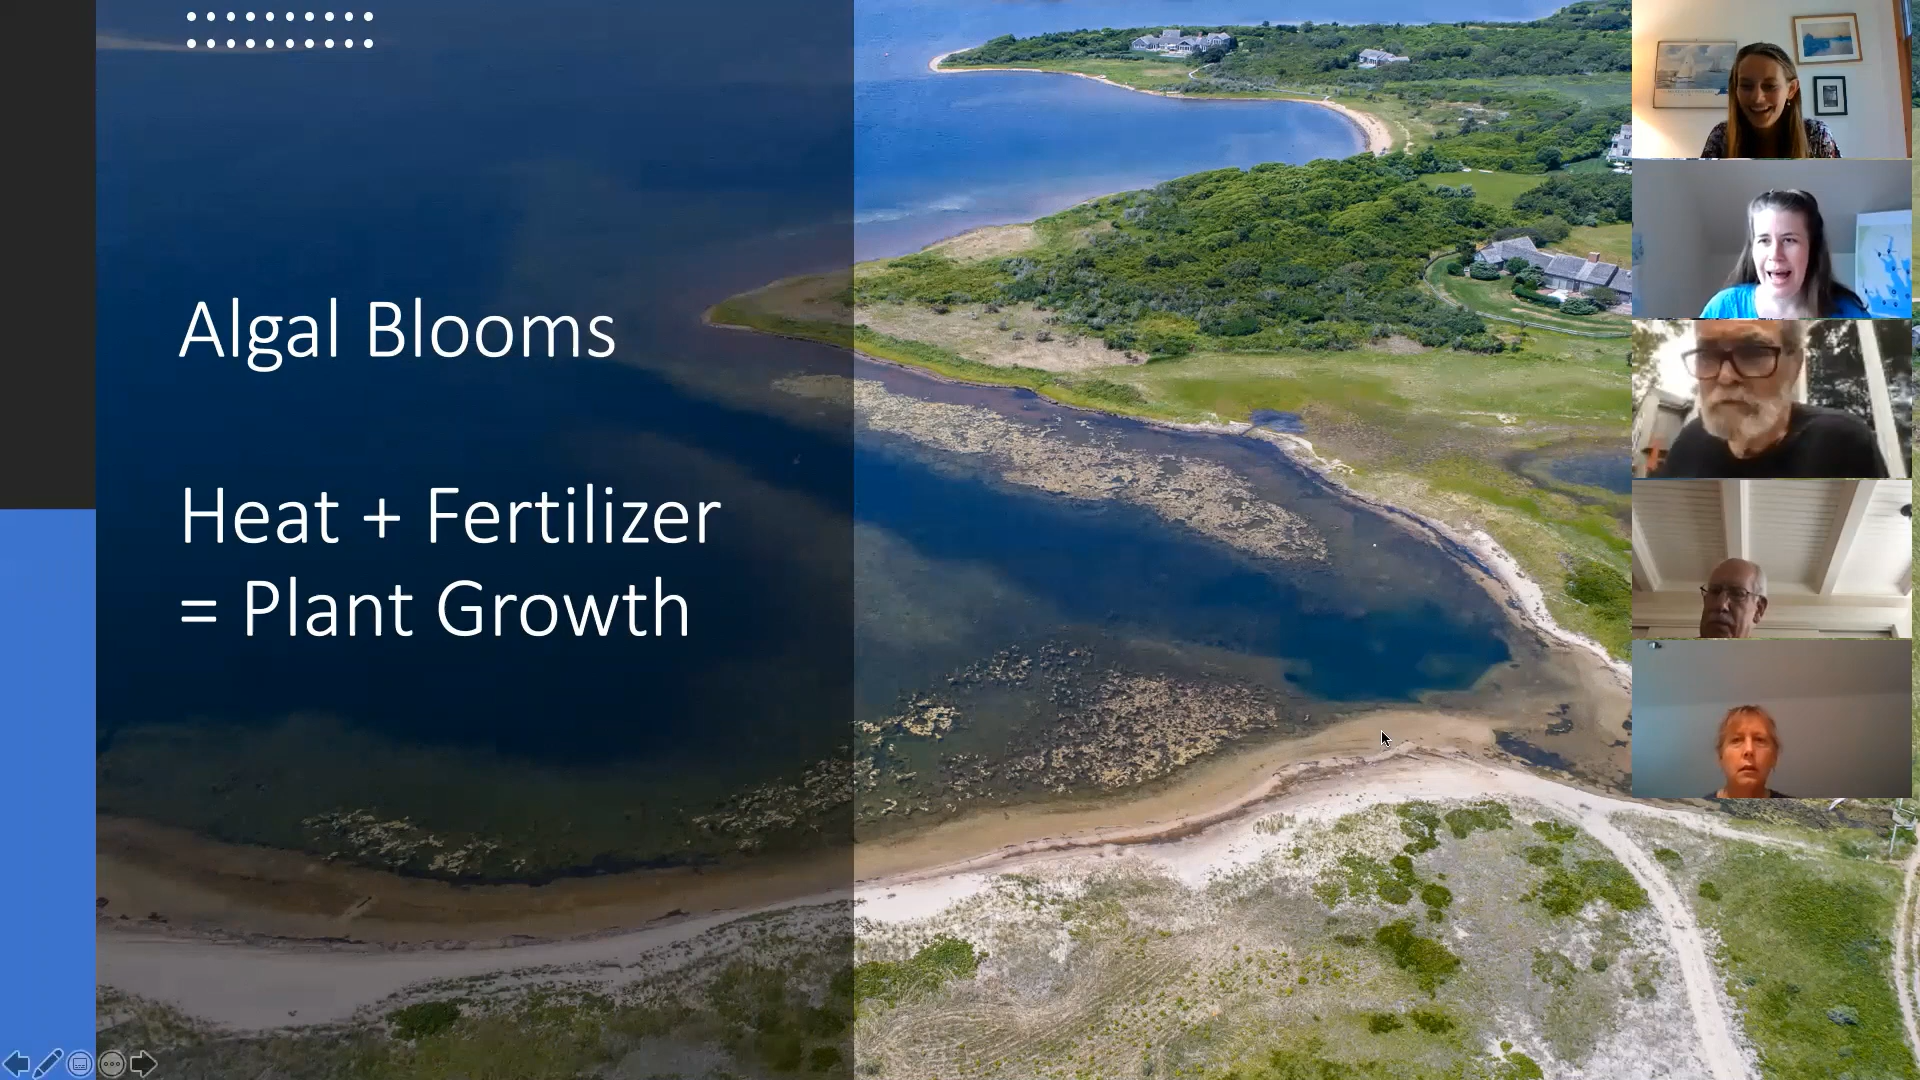 Algal Blooms
Heat + Fertilizer
= Plant Growth